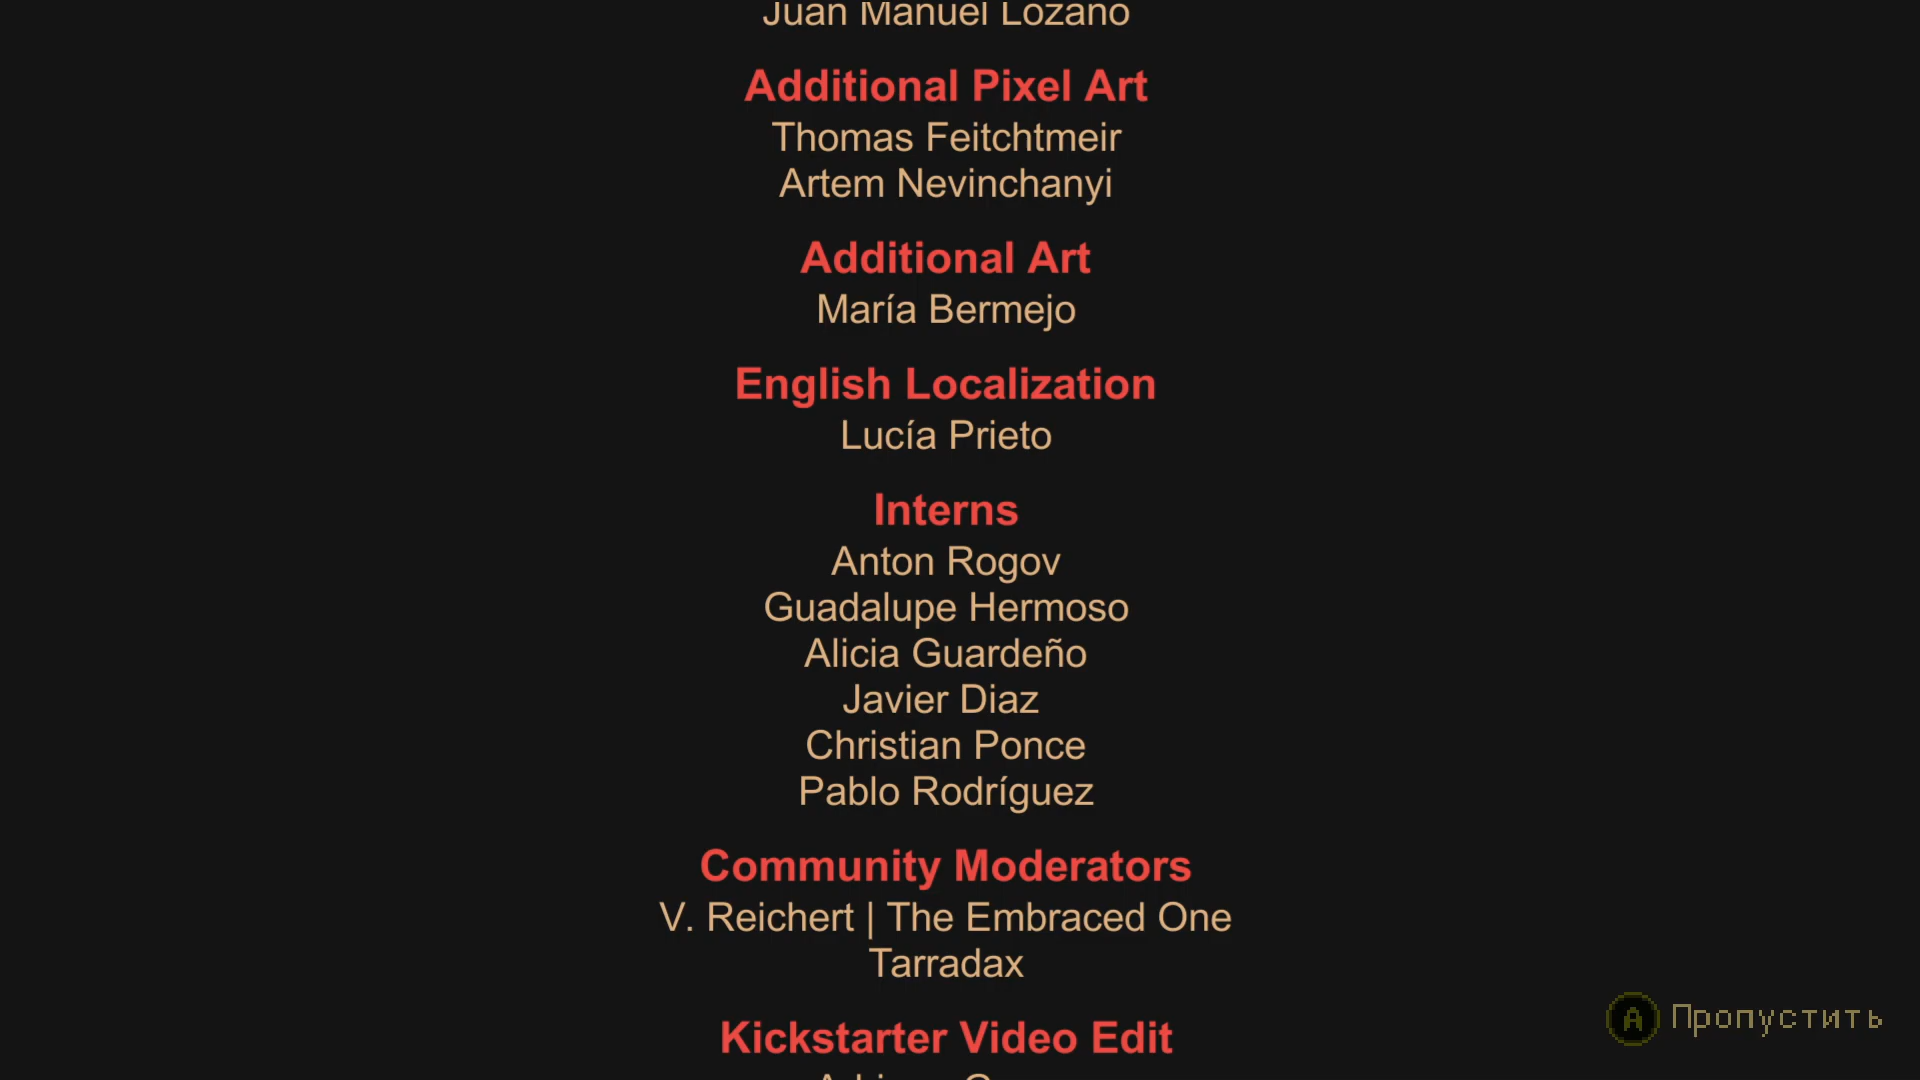 Juan Manuel Lozano
Additional Pixel Art
Thomas Feitchtmeir
Artem Nevinchanyi
Additional Art
María Bermejo
English Localization
Lucía Prieto
Interns
Anton Rogov
Guadalupe Hermoso
Alicia Guardeño
Javier Diaz
Christian Ponce
Pablo Rodríguez
Community Moderators
V. Reichert | The Embraced One
Tarradax
Kickstarter Video Edit
A Пропустить